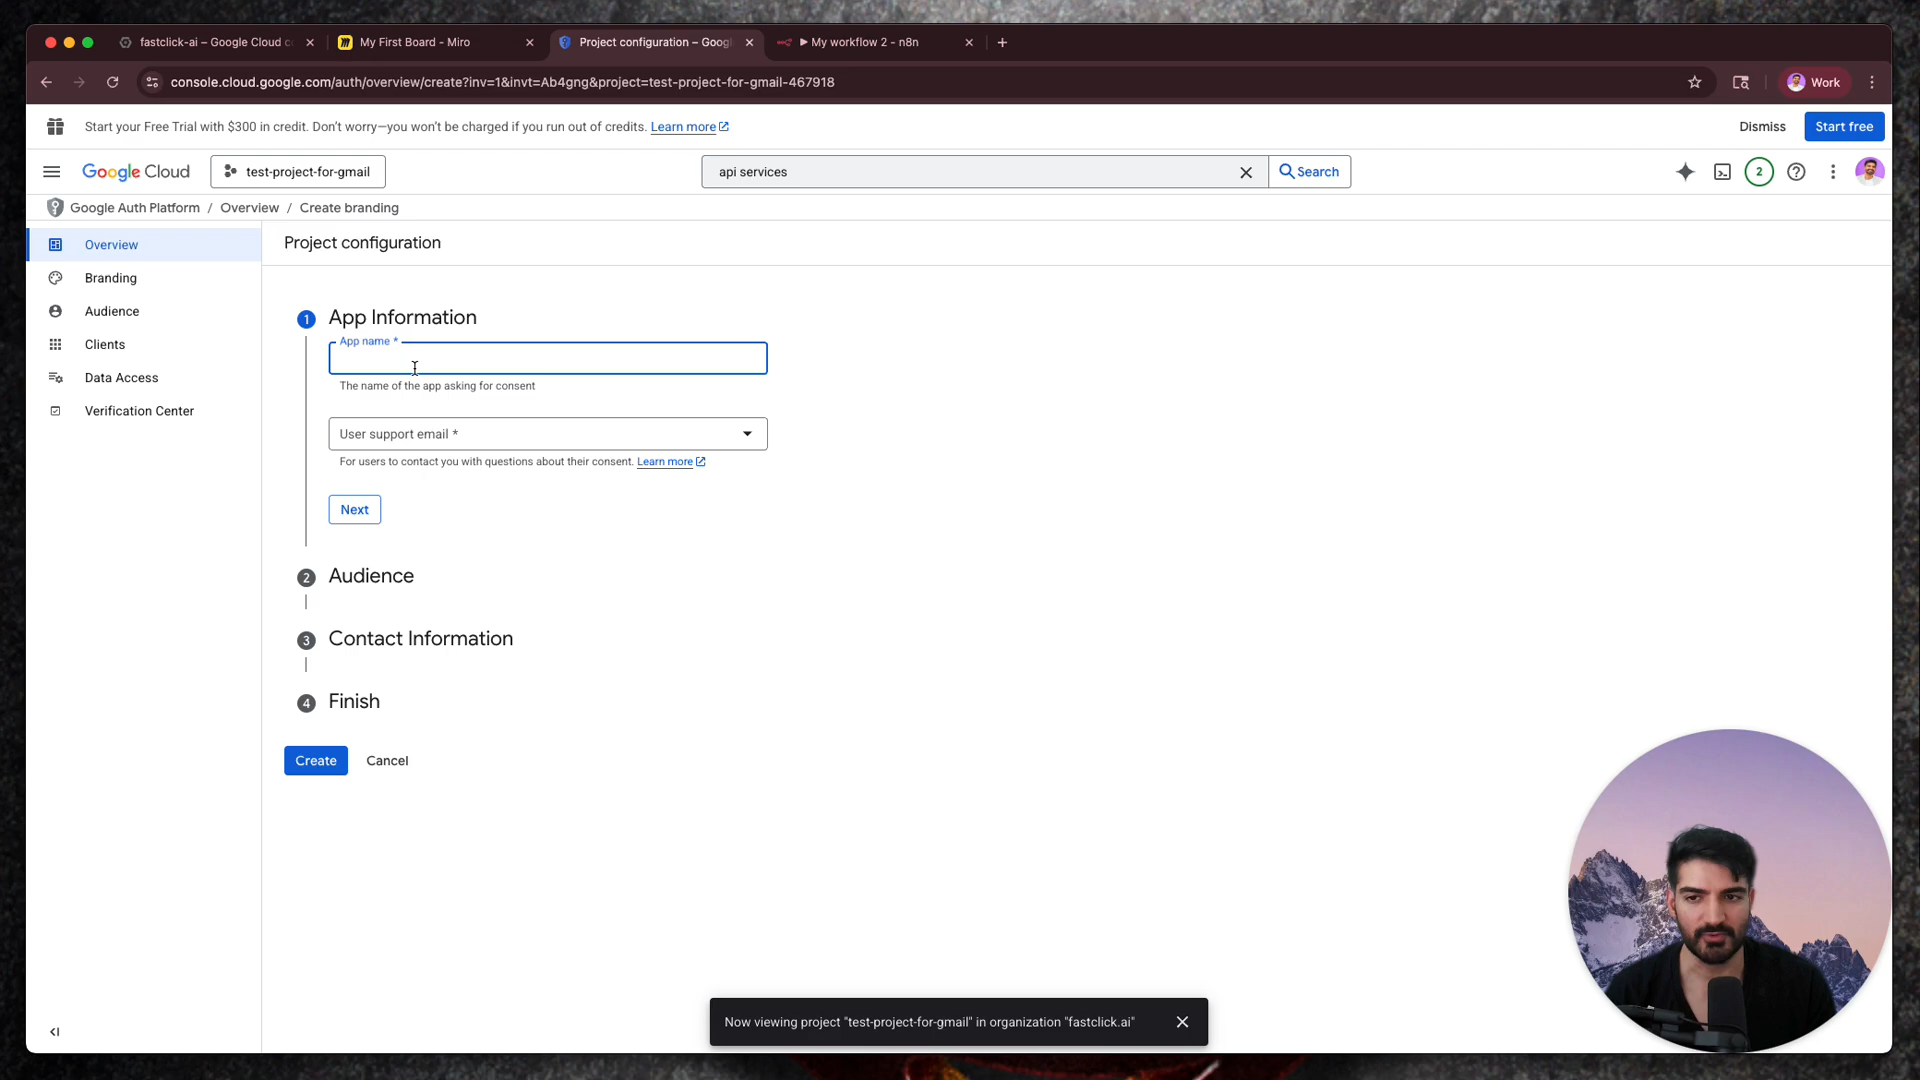 fastclick-ai – Google Cloud c
My First Board - Miro
Project configuration – Goog
My workflow 2 - n8n
console.cloud.google.com/auth/overview/create?inv=1&invt=Ab4gng&project=test-project-for-gmail-467918
Work
Start your Free Trial with $300 in credit. Don’t worry—you won’t be charged if you run out of credits. Learn more
Dismiss
Start free
Google Cloud
test-project-for-gmail
api services
Search
2
Google Auth Platform / Overview / Create branding
Overview
Branding
Audience
Clients
Data Access
Verification Center
Project configuration
1 App Information
App name *
The name of the app asking for consent
User support email *
For users to contact you with questions about their consent. Learn more
Next
2 Audience
3 Contact Information
4 Finish
Create
Cancel
Now viewing project "test-project-for-gmail" in organization "fastclick.ai"